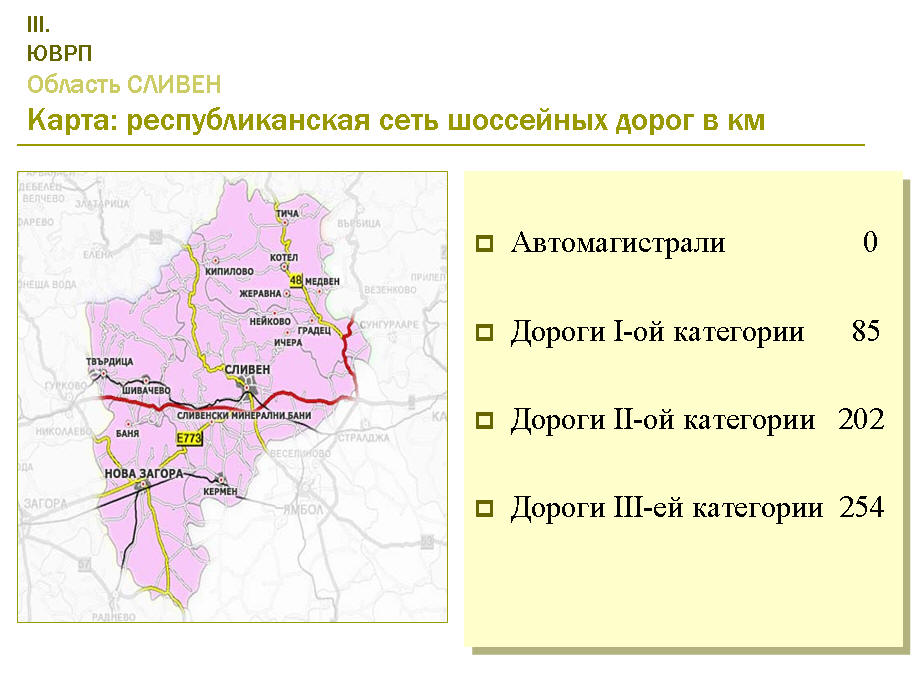 III.
ЮВРП
Область СЛИВЕН
Карта: республиканская сеть шоссейных дорог в км
ДЕБЕЛЕЦ
ВЕЛЧЕВО
ЗЛАТАРИЦА
ТИЧА
ВЪРБИЦА
ЕЛЕНА
КОТЕЛ
КИПИЛОВО
48
МЕДВЕН
ПРИЛЕП
ВЕЗЕНКОВО
ЖЕРАВНА
НЕЙКОВО
ГРАДЕЦ
СУНГУРЛАРЕ
ИЧЕРА
ТВЪРДИЦА
СЛИВЕН
ГУРКОВО
ШИВАЧЕВО
СЛИВЕНСКИ МИНЕРАЛНИ БАНИ
НИКОЛАЕВО
БАНЯ
E773
СТРАЛДЖА
ВЕСЕЛИНОВО
НОВА ЗАГОРА
КЕРМЕН
ЗАГОРА
ЯМБОЛ
53
57
РАДНЕВО
Автомагистрали 0
Дороги I-ой категории 85
Дороги II-ой категории 202
Дороги III-ей категории 254